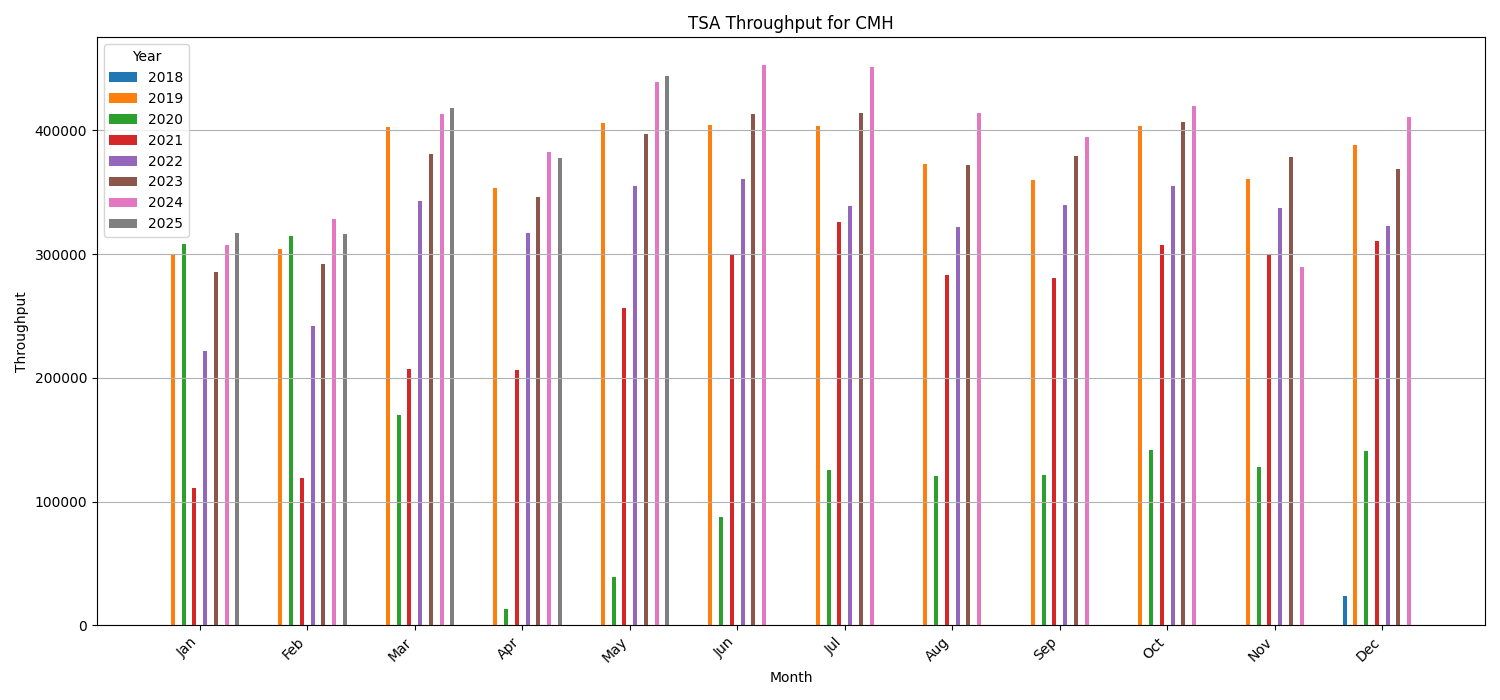 TSA Throughput for CMH
Year
2018
2019
2020
2021
2022
2023
2024
2025
Throughput
400000
300000
200000
100000
0
Jan
Feb
Mar
Apr
May
Jun
Jul
Aug
Sep
Oct
Nov
Dec
Month